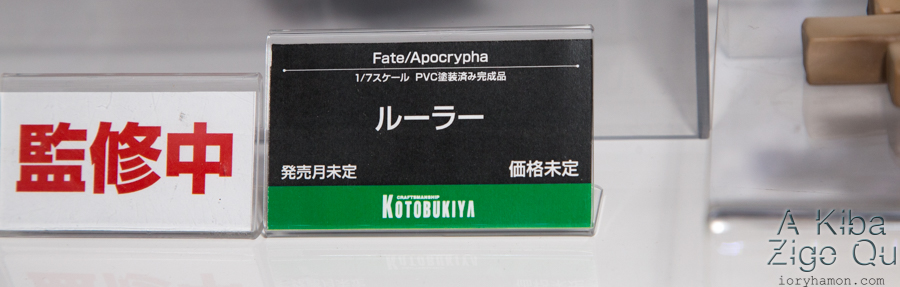 監修中
Fate/Apocrypha
1/7スケール PVC塗装済み完成品
ルーラー
発売月未定
価格未定
CRAFTSMANSHIP
KOTOBUKIYA
A Kiba
Zigo Qu
ioryhamon.com